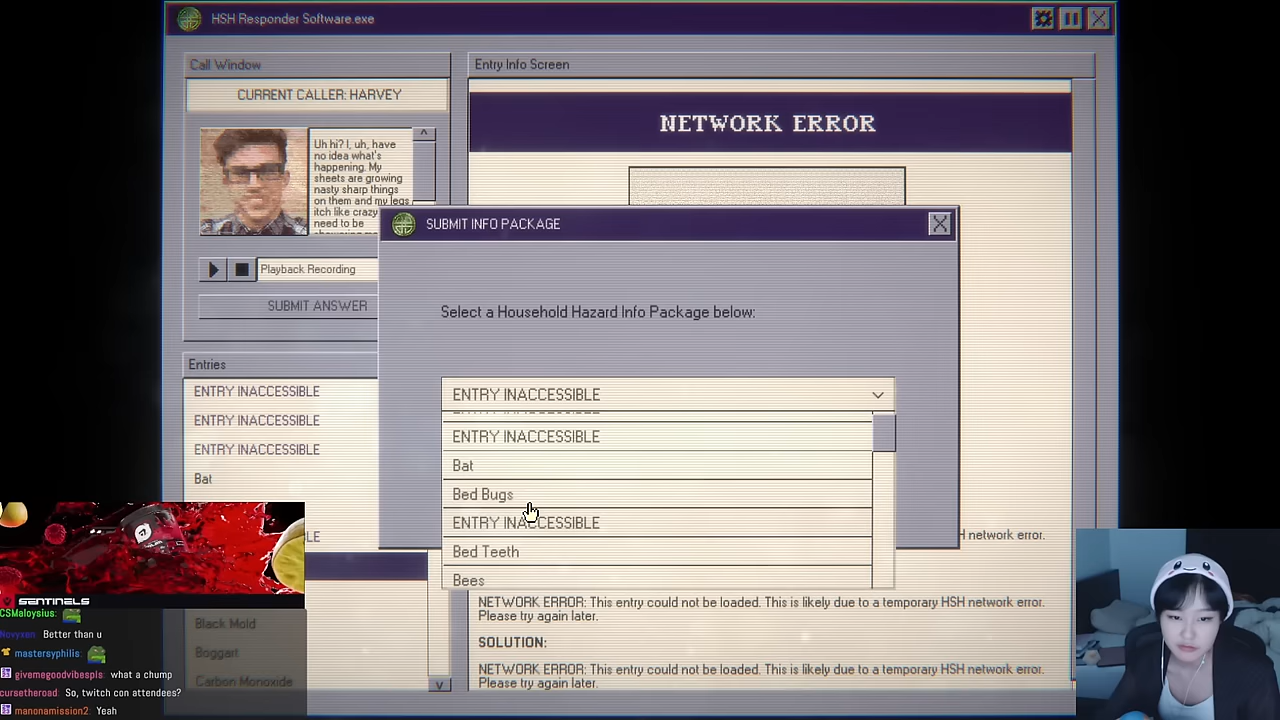 HSH Responder Software.exe
Call Window
CURRENT CALLER: HARVEY
Uh hi? I, uh, have
no idea what's
happening. My
sheets are growing
nasty sharp things
on them and my legs
itch like crazy
need to be
Playback Recording
SUBMIT ANSWER
Entries
ENTRY INACCESSIBLE
ENTRY INACCESSIBLE
ENTRY INACCESSIBLE
Bat
LE
Black Mold
Boggart
Carbon Monoxide
Entry Info Screen
NETWORK ERROR
SUBMIT INFO PACKAGE
Select a Household Hazard Info Package below:
ENTRY INACCESSIBLE
ENTRY INACCESSIBLE
Bat
Bed Bugs
ENTRY INACCESSIBLE
Bed Teeth
Bees
H network error.
NETWORK ERROR: This entry could not be loaded. This is likely due to a temporary HSH network error.
Please try again later.
SOLUTION:
NETWORK ERROR: This entry could not be loaded. This is likely due to a temporary HSH network error.
Please try again later.
SENTINELS
CSMaloysius:
Novyxen: Better than u
mastersyphilis:
givemegoodvibespls: what a chump
cursetheroad: So, twitch con attendees?
manonamission2: Yeah